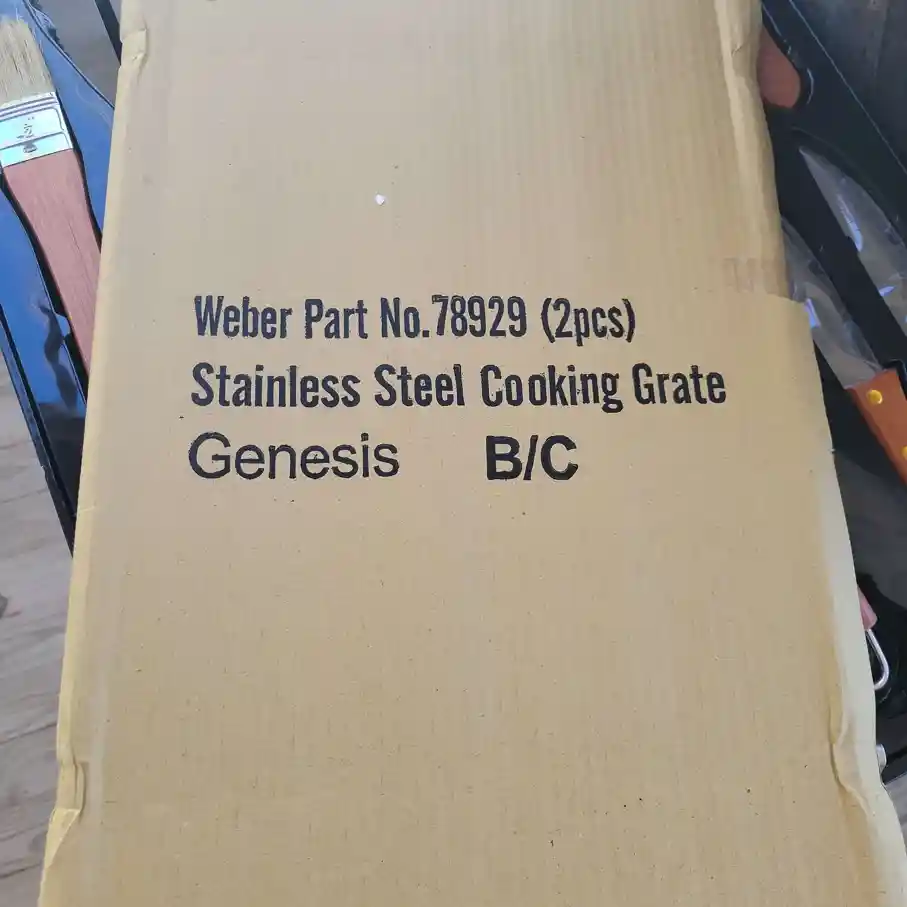 Weber Part No.78929 (2pcs)
Stainless Steel Cooking Grate
Genesis B/C